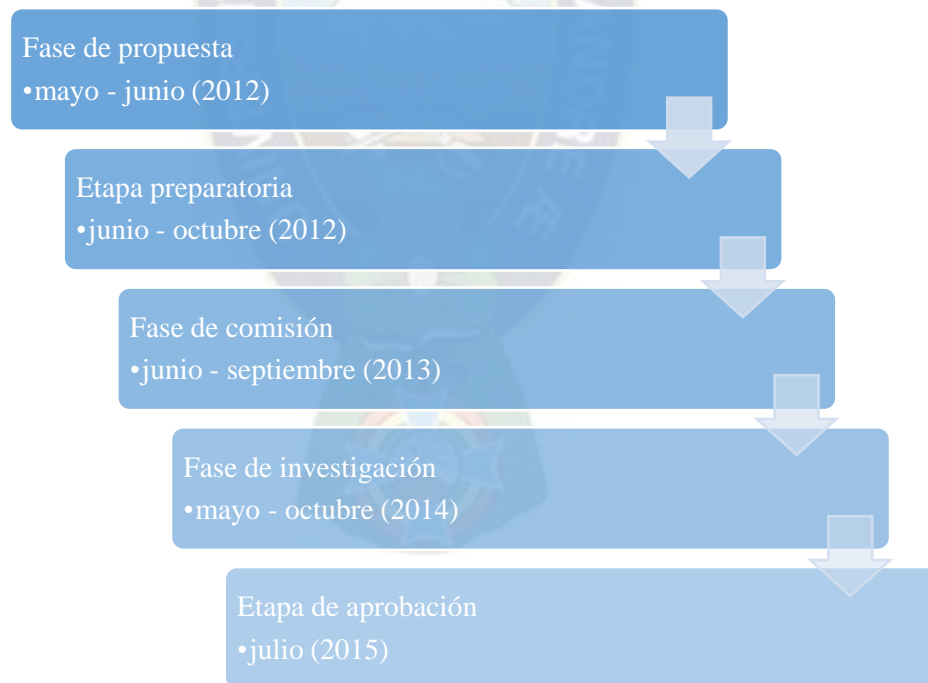 Fase de propuesta
•mayo - junio (2012)
Etapa preparatoria
•junio - octubre (2012)
Fase de comisión
•junio - septiembre (2013)
Fase de investigación
•mayo - octubre (2014)
Etapa de aprobación
•julio (2015)